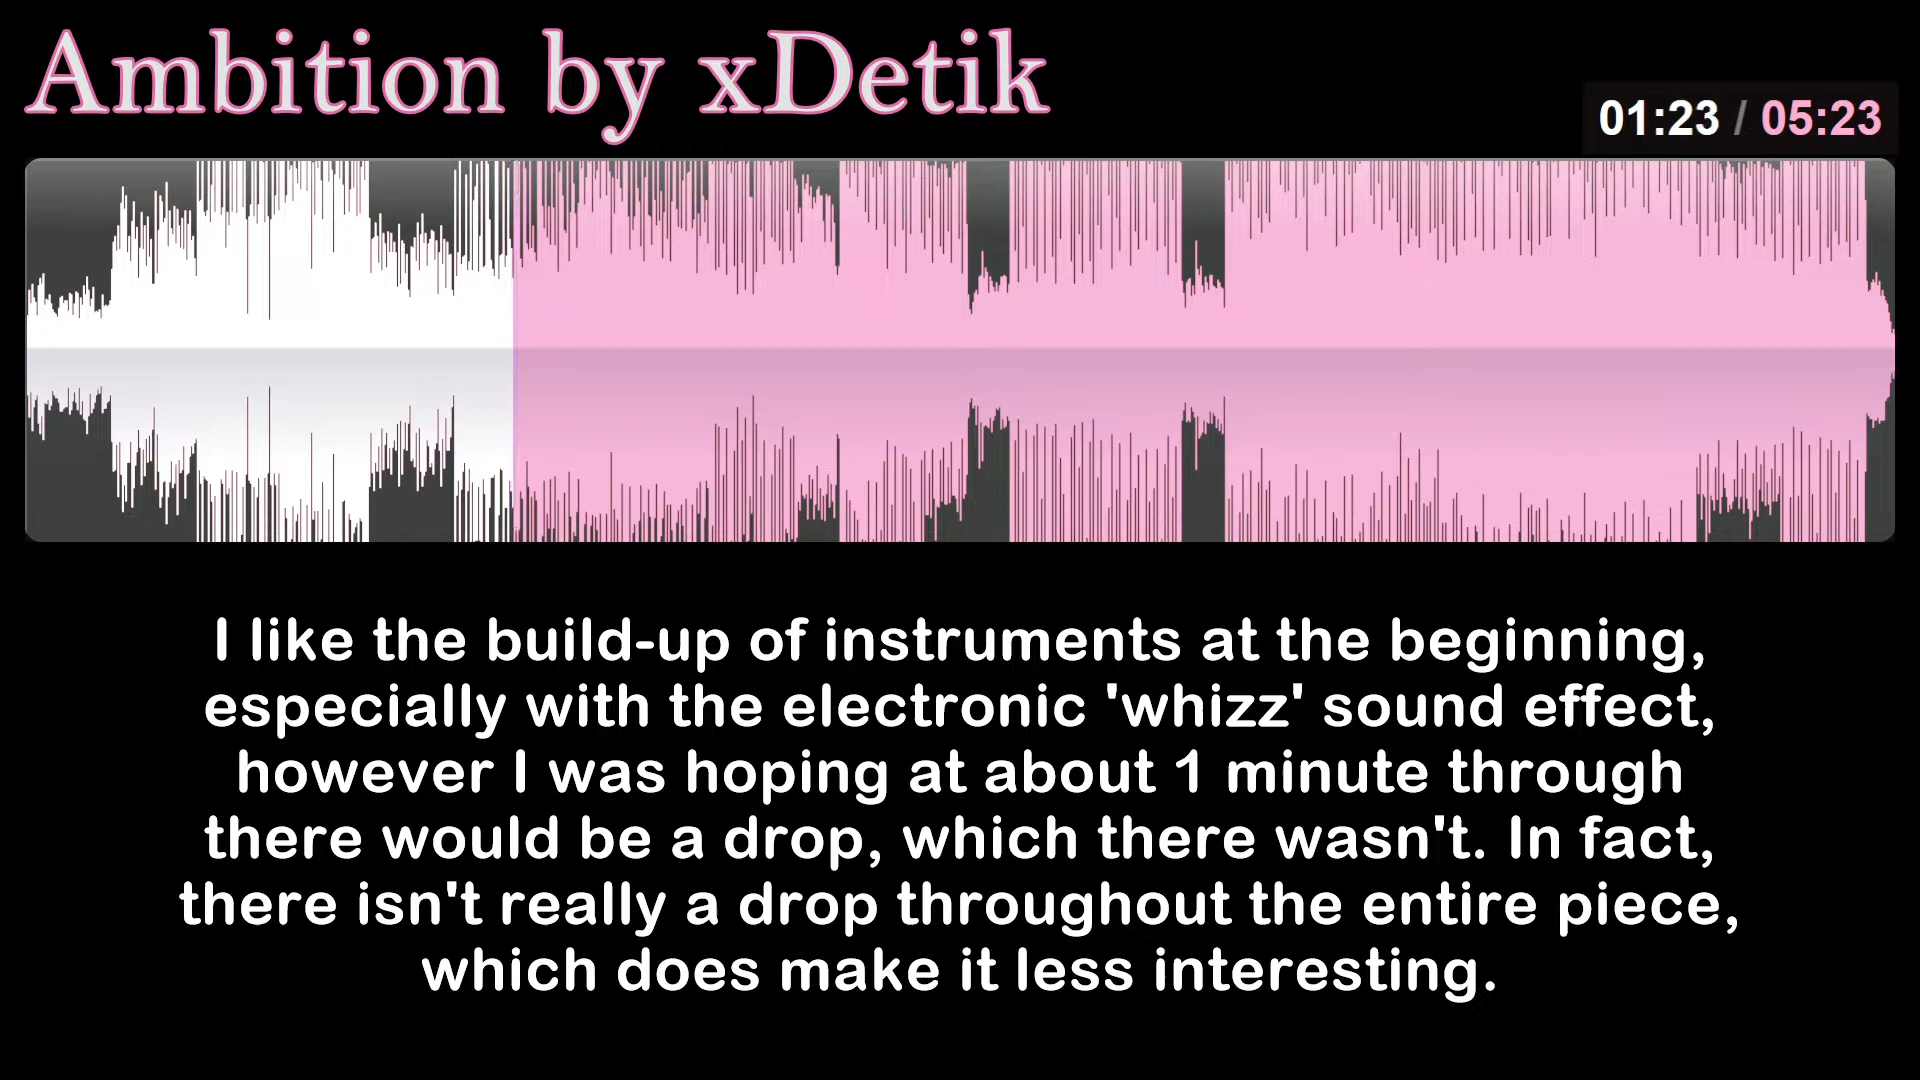 Ambition by xDetik
01:23 / 05:23
I like the build-up of instruments at the beginning,
especially with the electronic 'whizz' sound effect,
however I was hoping at about 1 minute through
there would be a drop, which there wasn't. In fact,
there isn't really a drop throughout the entire piece,
which does make it less interesting.